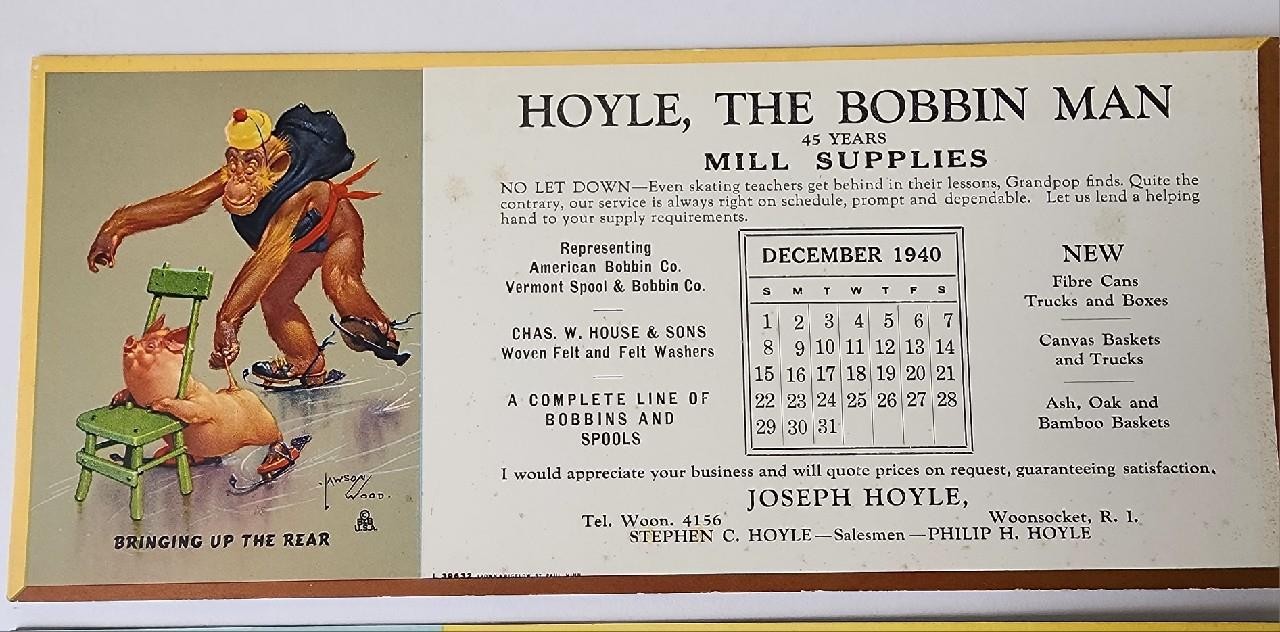 HOYLE, THE BOBBIN MAN
45 YEARS
MILL SUPPLIES
NO LET DOWN—Even skating teachers get behind in their lessons, Grandpop finds. Quite the
contrary, our service is always right on schedule, prompt and dependable. Let us lend a helping
hand to your supply requirements.
Representing
American Bobbin Co.
Vermont Spool & Bobbin Co.
CHAS. W. HOUSE & SONS
Woven Felt and Felt Washers
A COMPLETE LINE OF
BOBBINS AND
SPOOLS
DECEMBER 1940
S M T W T F S
1 2 3 4 5 6 7
8 9 10 11 12 13 14
15 16 17 18 19 20 21
22 23 24 25 26 27 28
29 30 31
NEW
Fibre Cans
Trucks and Boxes
Canvas Baskets
and Trucks
Ash, Oak and
Bamboo Baskets
I would appreciate your business and will quote prices on request, guaranteeing satisfaction.
JOSEPH HOYLE,
Tel. Woon. 4156 Woonsocket, R. I.
STEPHEN C. HOYLE—Salesmen—PHILIP H. HOYLE
LAWSON
WOOD.
©
U.S.A.
BRINGING UP THE REAR